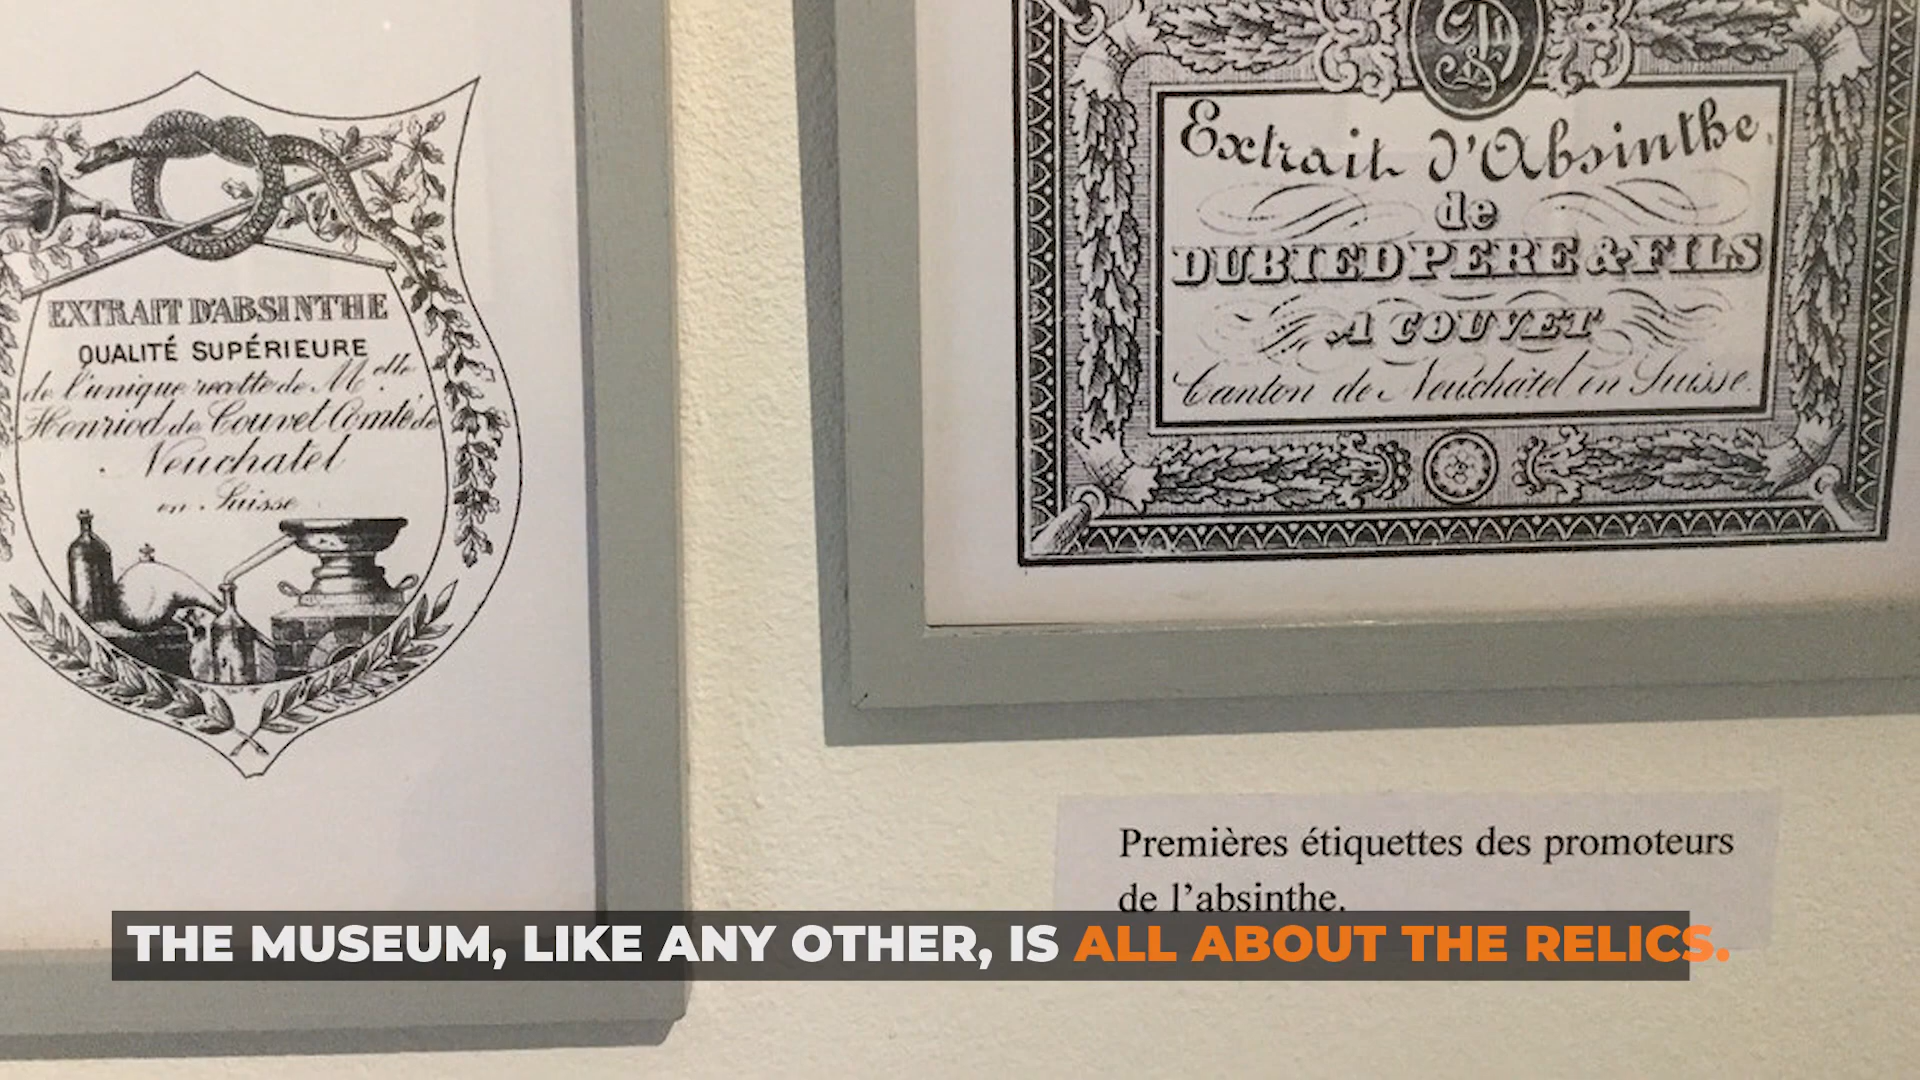 EXTRAIT D'ABSINTHE
QUALITÉ SUPÉRIEURE
de l'unique recette de Melle
Henriod de Couvet Comté de
Neuchatel
en Suisse
Extrait d'Absinthe,
de
DUBIED PERE & FILS
A COUVET
Canton de Neuchatel en Suisse.
Premières étiquettes des promoteurs
de l'absinthe.
THE MUSEUM, LIKE ANY OTHER, IS ALL ABOUT THE RELICS.